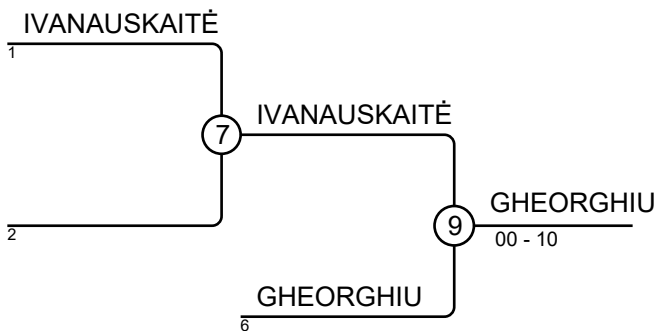 IVANAUSKAITĖ
1
7
IVANAUSKAITĖ
2
9
GHEORGHIU
00 - 10
GHEORGHIU
6